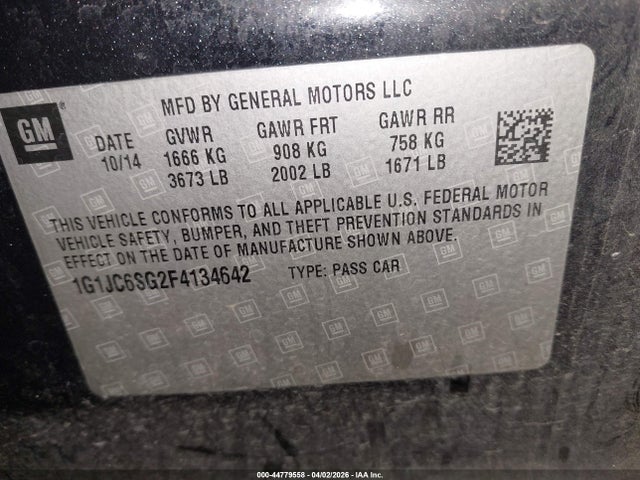 GM
MFD BY GENERAL MOTORS LLC
DATE GVWR GAWR FRT GAWR RR
10/14 1666 KG 908 KG 758 KG
3673 LB 2002 LB 1671 LB
THIS VEHICLE CONFORMS TO ALL APPLICABLE U.S. FEDERAL MOTOR
VEHICLE SAFETY, BUMPER, AND THEFT PREVENTION STANDARDS IN
EFFECT ON THE DATE OF MANUFACTURE SHOWN ABOVE.
1G1JC6SG2F4134642 TYPE: PASS CAR
000-44779558 - 04/02/2026 - IAA Inc.